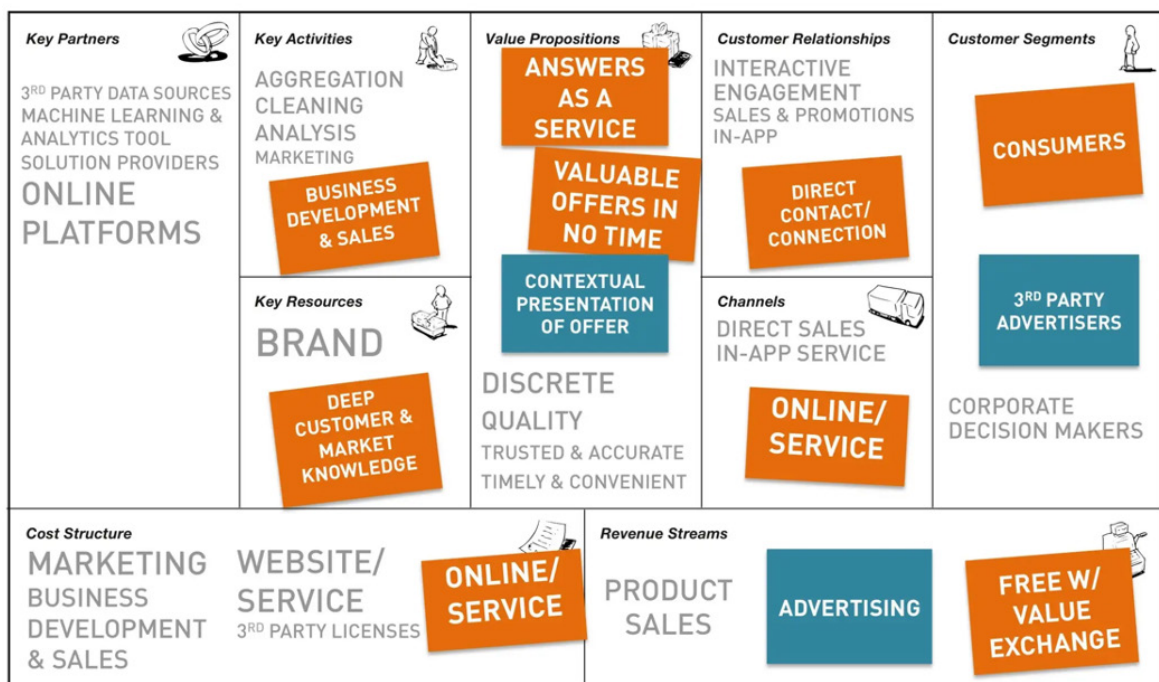 Key Partners
3RD PARTY DATA SOURCES
MACHINE LEARNING &
ANALYTICS TOOL
SOLUTION PROVIDERS
ONLINE
PLATFORMS
Key Activities
AGGREGATION
CLEANING
ANALYSIS
MARKETING
BUSINESS
DEVELOPMENT
& SALES
Key Resources
BRAND
DEEP
CUSTOMER &
MARKET
KNOWLEDGE
Value Propositions
ANSWERS
AS A
SERVICE
VALUABLE
OFFERS IN
NO TIME
CONTEXTUAL
PRESENTATION
OF OFFER
DISCRETE
QUALITY
TRUSTED & ACCURATE
TIMELY & CONVENIENT
Customer Relationships
INTERACTIVE
ENGAGEMENT
SALES & PROMOTIONS
IN-APP
DIRECT
CONTACT/
CONNECTION
Channels
DIRECT SALES
IN-APP SERVICE
ONLINE/
SERVICE
Customer Segments
CONSUMERS
3RD PARTY
ADVERTISERS
CORPORATE
DECISION MAKERS
Cost Structure
MARKETING
BUSINESS
DEVELOPMENT
& SALES
WEBSITE/
SERVICE
3RD PARTY LICENSES
ONLINE/
SERVICE
Revenue Streams
PRODUCT
SALES
ADVERTISING
FREE W/
VALUE
EXCHANGE